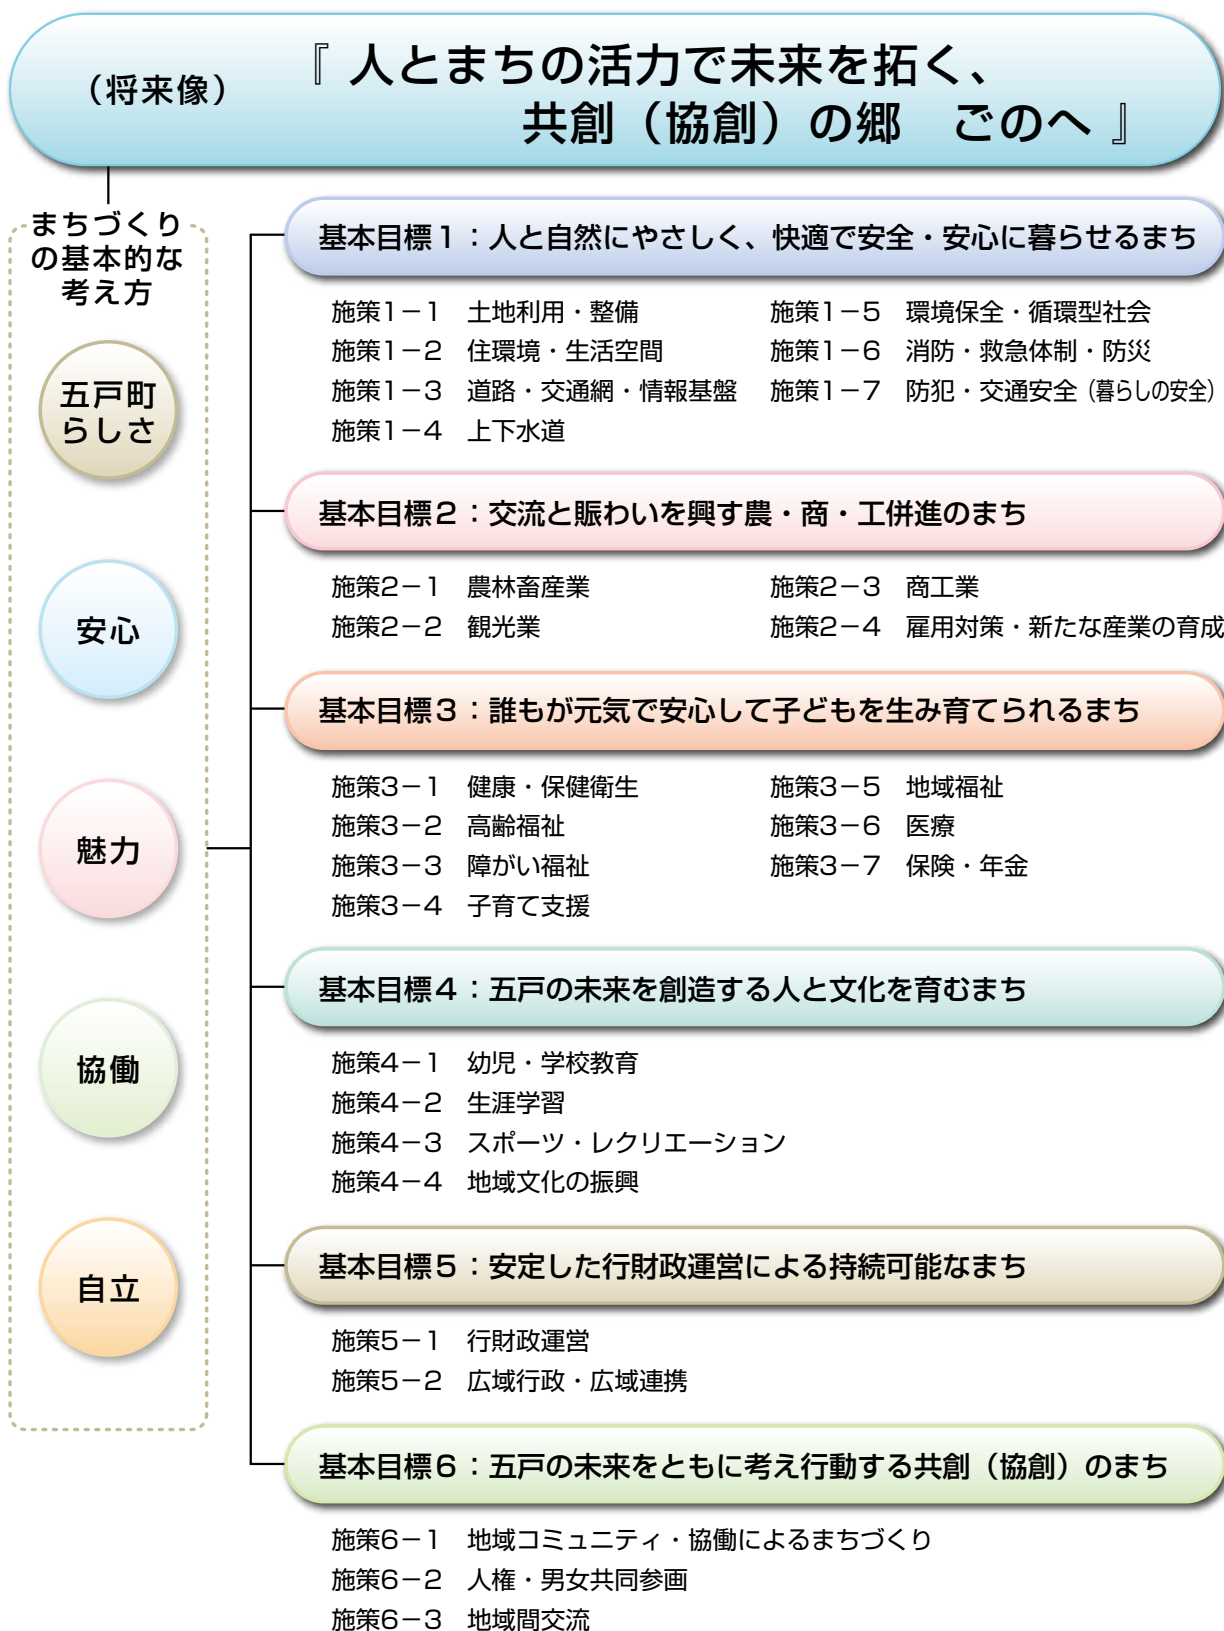 （将来像）
『 人とまちの活力で未来を拓く、
共創（協創）の郷　ごのへ 』
まちづくり
の基本的な
考え方
五戸町
らしさ
安心
魅力
協働
自立
基本目標１：人と自然にやさしく、快適で安全・安心に暮らせるまち
施策1－1　土地利用・整備
施策1－2　住環境・生活空間
施策1－3　道路・交通網・情報基盤
施策1－4　上下水道
施策1－5　環境保全・循環型社会
施策1－6　消防・救急体制・防災
施策1－7　防犯・交通安全（暮らしの安全）
基本目標２：交流と賑わいを興す農・商・工併進のまち
施策2－1　農林畜産業
施策2－2　観光業
施策2－3　商工業
施策2－4　雇用対策・新たな産業の育成
基本目標３：誰もが元気で安心して子どもを生み育てられるまち
施策3－1　健康・保健衛生
施策3－2　高齢福祉
施策3－3　障がい福祉
施策3－4　子育て支援
施策3－5　地域福祉
施策3－6　医療
施策3－7　保険・年金
基本目標４：五戸の未来を創造する人と文化を育むまち
施策4－1　幼児・学校教育
施策4－2　生涯学習
施策4－3　スポーツ・レクリエーション
施策4－4　地域文化の振興
基本目標５：安定した行財政運営による持続可能なまち
施策5－1　行財政運営
施策5－2　広域行政・広域連携
基本目標６：五戸の未来をともに考え行動する共創（協創）のまち
施策6－1　地域コミュニティ・協働によるまちづくり
施策6－2　人権・男女共同参画
施策6－3　地域間交流